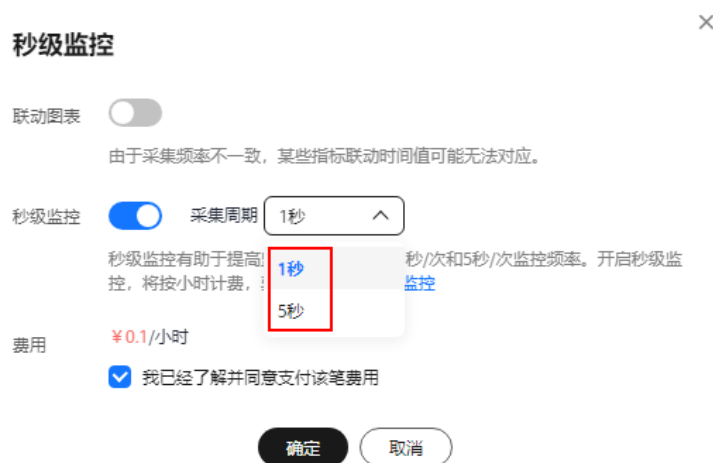 秒级监控
联动图表
由于采集频率不一致，某些指标联动时间值可能无法对应。
秒级监控 采集周期 1秒
秒级监控有助于提高 秒/次和5秒/次监控频率。开启秒级监
控，将按小时计费， 监控
1秒
5秒
费用 ￥0.1/小时
我已经了解并同意支付该笔费用
确定 取消